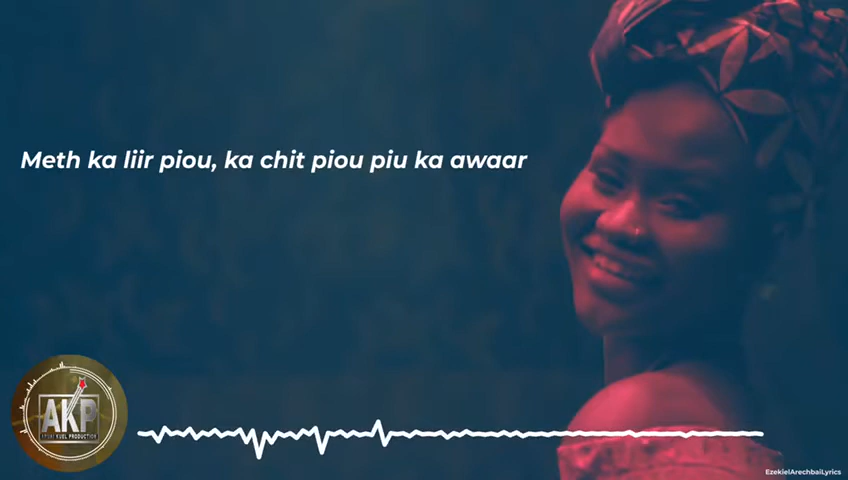 Meth ka liir piou, ka chit piou piu ka awaar
AKP
EzekielArechbaiLyrics